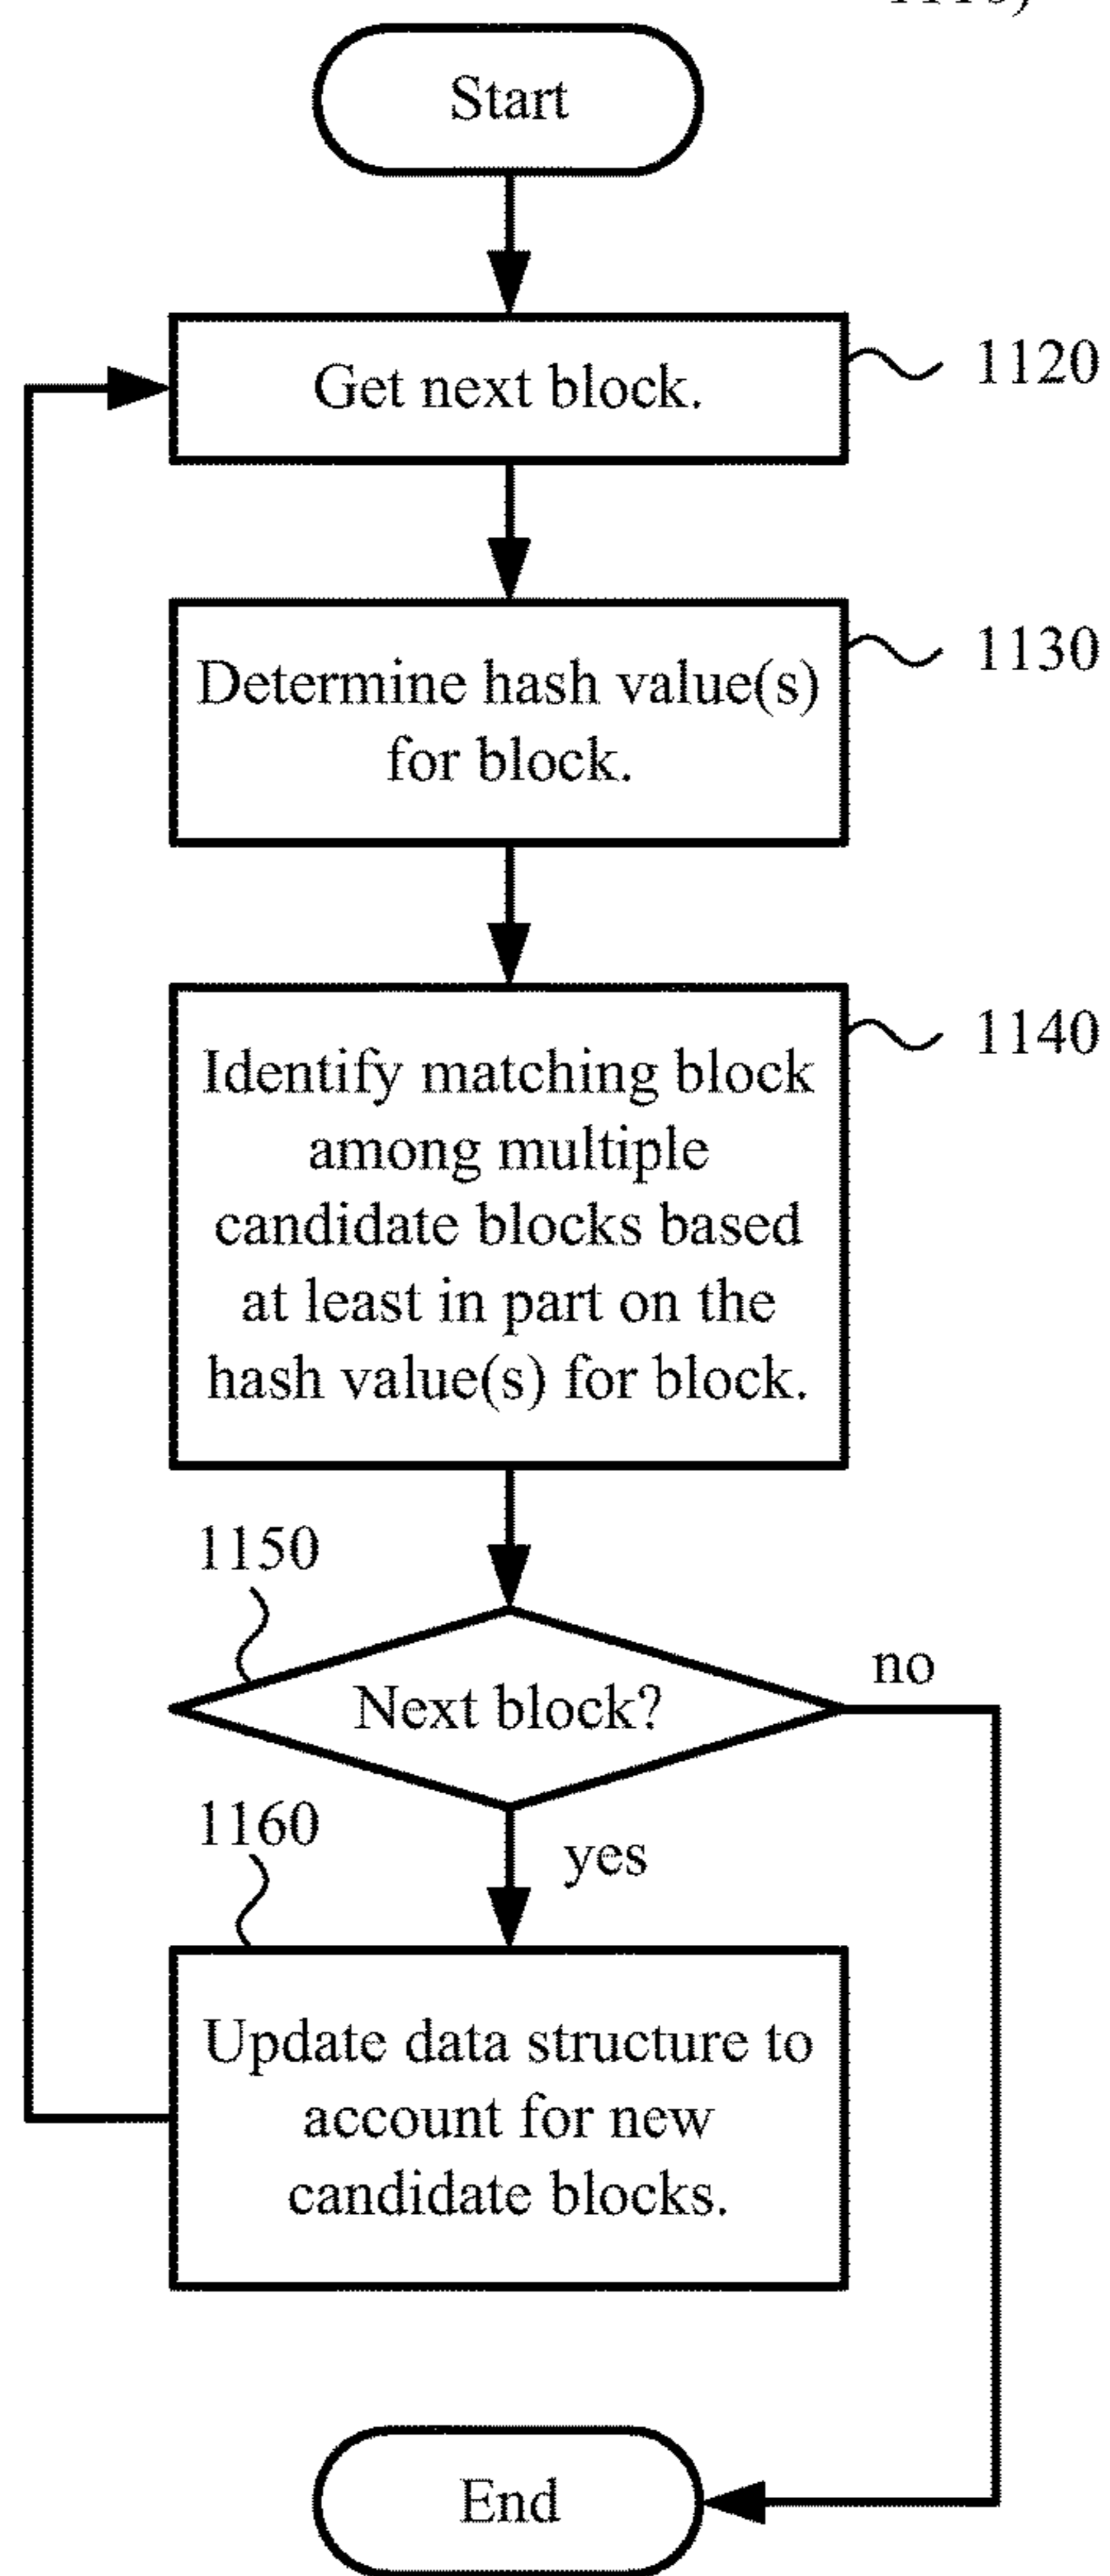 Start
Get next block.
1120
Determine hash value(s)
for block.
1130
Identify matching block
among multiple
candidate blocks based
at least in part on the
hash value(s) for block.
1140
1150
Next block?
no
yes
1160
Update data structure to
account for new
candidate blocks.
End